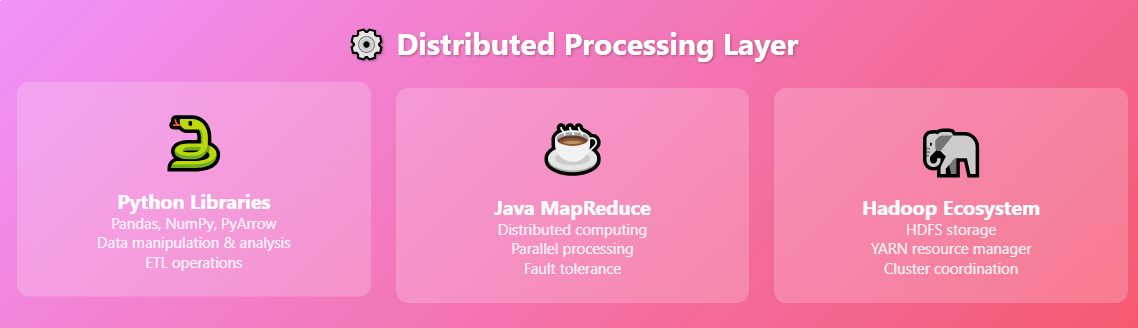 Distributed Processing Layer
Python Libraries
Pandas, NumPy, PyArrow
Data manipulation & analysis
ETL operations
Java MapReduce
Distributed computing
Parallel processing
Fault tolerance
Hadoop Ecosystem
HDFS storage
YARN resource manager
Cluster coordination